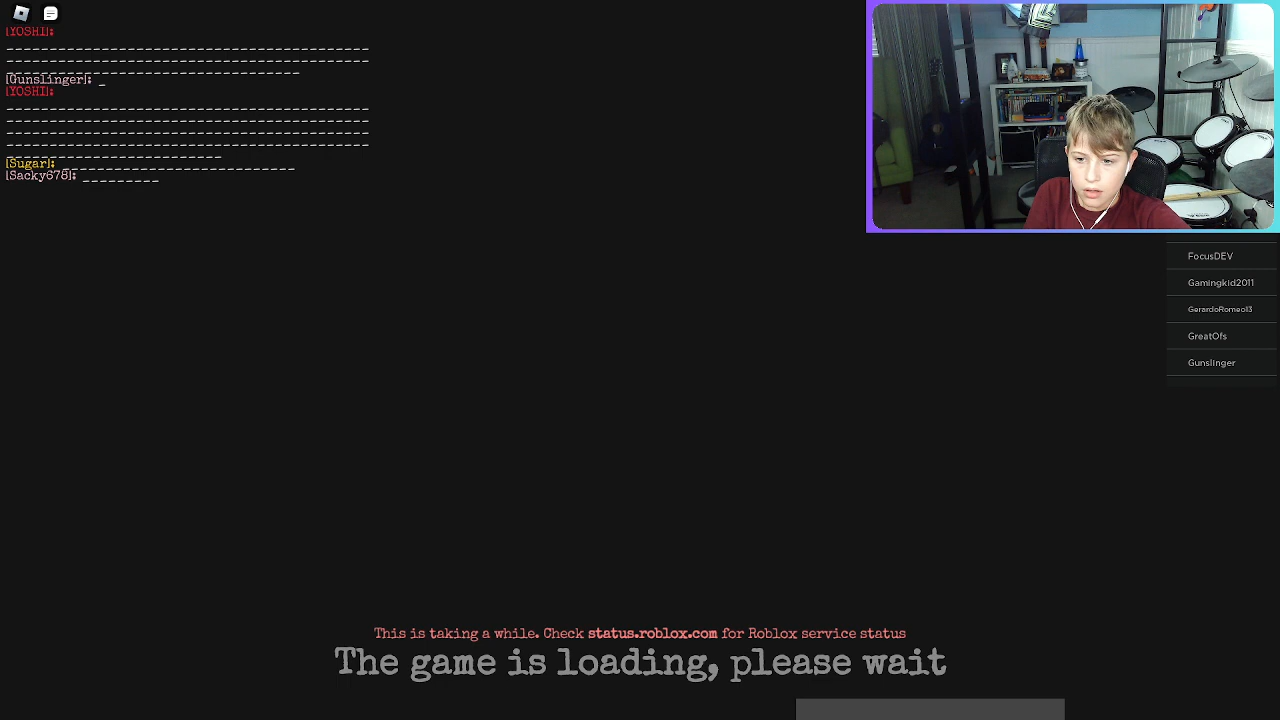 [YOSHI]:
_ _ _ _ _ _ _ _ _ _ _ _ _ _ _ _ _ _ _ _ _ _ _ _ _ _ _ _ _ _ _ _ _ _ _ _ _ _ _ _ _
_ _ _ _ _ _ _ _ _ _ _ _ _ _ _ _ _ _ _ _ _ _ _ _ _ _ _ _ _ _ _ _ _ _ _ _ _ _ _ _ _
_ _ _ _ _ _ _ _ _ _ _ _ _ _ _ _ _ _ _ _ _ _ _ _ _ _ _ _ _ _ _ _ _
[Gunslinger]: _
[YOSHI]:
_ _ _ _ _ _ _ _ _ _ _ _ _ _ _ _ _ _ _ _ _ _ _ _ _ _ _ _ _ _ _ _ _ _ _ _ _ _ _ _ _
_ _ _ _ _ _ _ _ _ _ _ _ _ _ _ _ _ _ _ _ _ _ _ _ _ _ _ _ _ _ _ _ _ _ _ _ _ _ _ _ _
_ _ _ _ _ _ _ _ _ _ _ _ _ _ _ _ _ _ _ _ _ _ _ _ _ _ _ _ _ _ _ _ _ _ _ _ _ _ _ _ _
_ _ _ _ _ _ _ _ _ _ _ _ _ _ _ _ _ _ _ _ _ _ _ _ _ _ _ _ _ _ _ _ _ _ _ _ _ _ _ _ _
_ _ _ _ _ _ _ _ _ _ _ _ _ _ _ _ _ _ _ _ _ _ _ _
[Sugar]: _ _ _ _ _ _ _ _ _ _ _ _ _ _ _ _ _ _ _ _ _ _ _ _ _ _
[Sacky678]: _ _ _ _ _ _ _ _ _
FocusDEV
Gamingkid2011
GerardoRomeo13
GreatOfs
Gunslinger
This is taking a while. Check status.roblox.com for Roblox service status
The game is loading, please wait